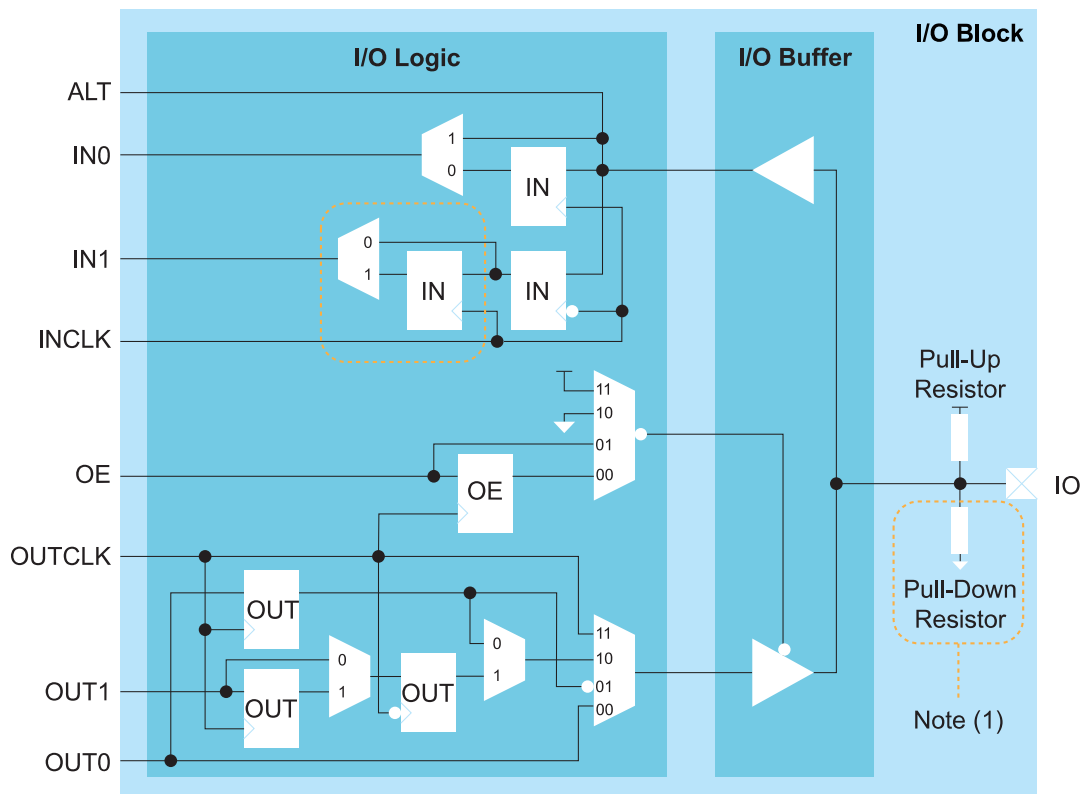 I/O Block
I/O Logic
I/O Buffer
ALT
1
IN0
0
IN
0
IN1
1
IN
IN
INCLK
Pull-Up
Resistor
11
10
01
OE
00
OE
IO
OUTCLK
Pull-Down
Resistor
OUT
11
0
10
0
01
OUT1
1
OUT
1
00
OUT
Note (1)
OUT0